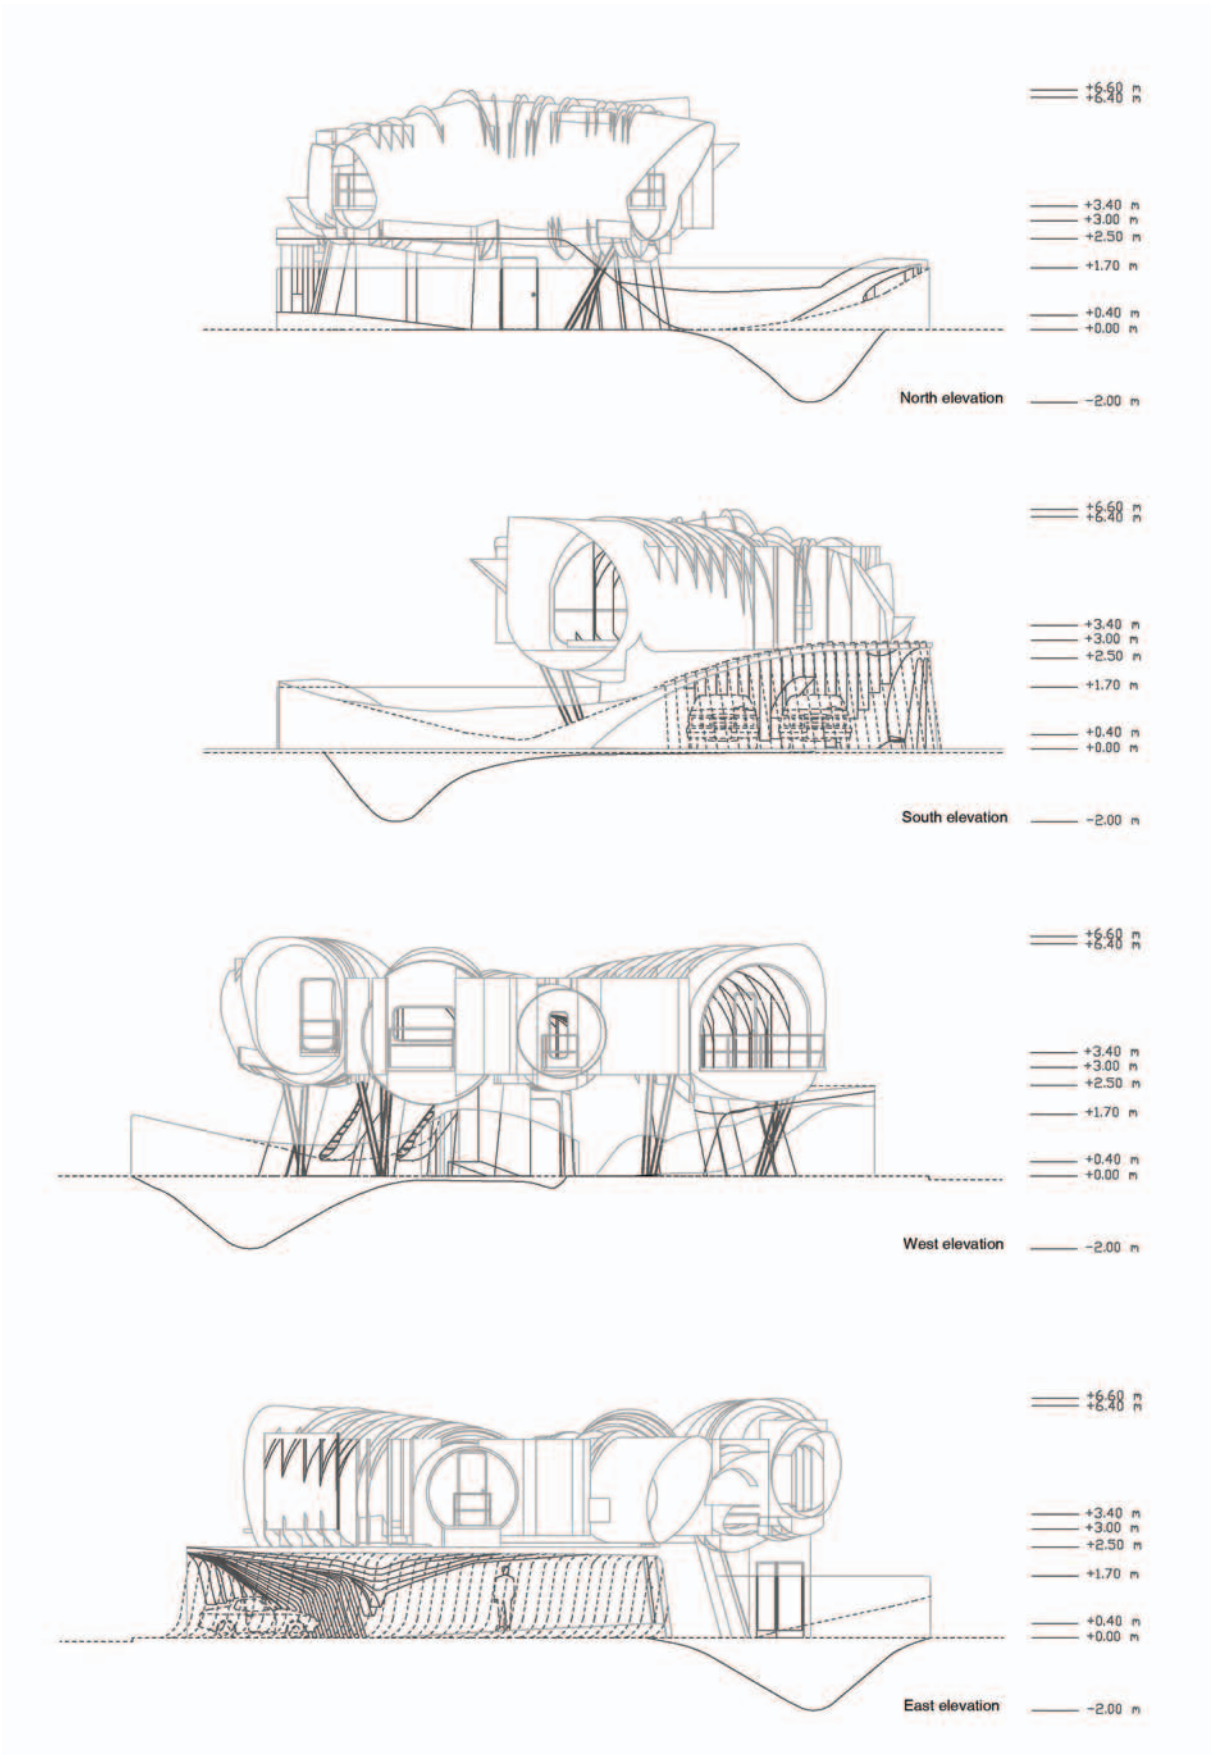 +6.60 m
+6.40 m
+3.40 m
+3.00 m
+2.50 m
+1.70 m
+0.40 m
+0.00 m
North elevation
-2.00 m
+6.60 m
+6.40 m
+3.40 m
+3.00 m
+2.50 m
+1.70 m
+0.40 m
+0.00 m
South elevation
-2.00 m
+6.60 m
+6.40 m
+3.40 m
+3.00 m
+2.50 m
+1.70 m
+0.40 m
+0.00 m
West elevation
-2.00 m
+6.60 m
+6.40 m
+3.40 m
+3.00 m
+2.50 m
+1.70 m
+0.40 m
+0.00 m
East elevation
-2.00 m